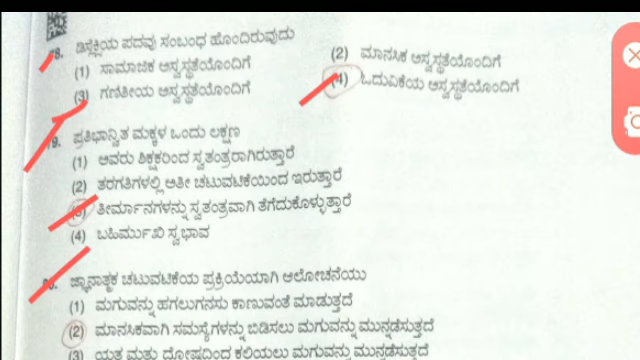 78. ಡಿಸ್ಲೆಕ್ಸಿಯ ಪದವು ಸಂಬಂಧ ಹೊಂದಿರುವುದು
(1) ಸಾಮಾಜಿಕ ಅಸ್ವಸ್ಥತೆಯೊಂದಿಗೆ (2) ಮಾನಸಿಕ ಅಸ್ವಸ್ಥತೆಯೊಂದಿಗೆ
(3) ಗಣಿತೀಯ ಅಸ್ವಸ್ಥತೆಯೊಂದಿಗೆ (4) ಓದುವಿಕೆಯ ಅಸ್ವಸ್ಥತೆಯೊಂದಿಗೆ
79. ಪ್ರತಿಭಾನ್ವಿತ ಮಕ್ಕಳ ಒಂದು ಲಕ್ಷಣ
(1) ಅವರು ಶಿಕ್ಷಕರಿಂದ ಸ್ವತಂತ್ರರಾಗಿರುತ್ತಾರೆ
(2) ತರಗತಿಗಳಲ್ಲಿ ಅತೀ ಚಟುವಟಿಕೆಯಿಂದ ಇರುತ್ತಾರೆ
(3) ತೀರ್ಮಾನಗಳನ್ನು ಸ್ವತಂತ್ರವಾಗಿ ತೆಗೆದುಕೊಳ್ಳುತ್ತಾರೆ
(4) ಬಹಿರ್ಮುಖಿ ಸ್ವಭಾವ
80. ಜ್ಞಾನಾತ್ಮಕ ಚಟುವಟಿಕೆಯ ಪ್ರಕ್ರಿಯೆಯಾಗಿ ಆಲೋಚನೆಯು
(1) ಮಗುವನ್ನು ಹಗಲುಗನಸು ಕಾಣುವಂತೆ ಮಾಡುತ್ತದೆ
(2) ಮಾನಸಿಕವಾಗಿ ಸಮಸ್ಯೆಗಳನ್ನು ಬಿಡಿಸಲು ಮಗುವನ್ನು ಮುನ್ನಡೆಸುತ್ತದೆ
(3) ಯತ್ನ ಮತ್ತು ದೋಷದಿಂದ ಕಲಿಯಲು ಮಗುವನ್ನು ಮುನ್ನಡೆಸುತ್ತದೆ